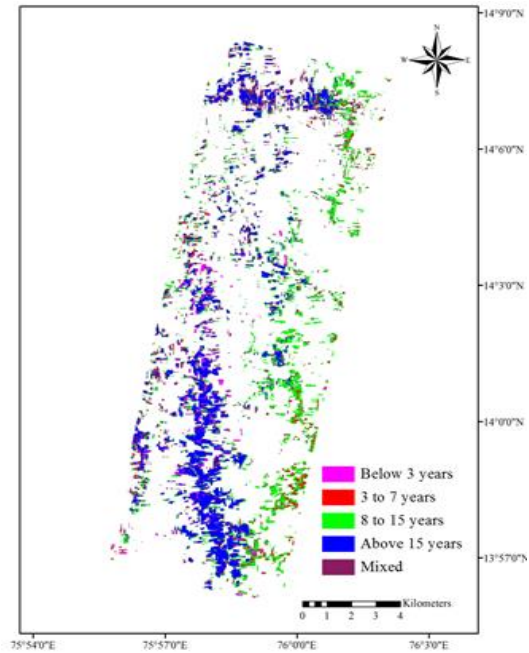 14°9'0"N
N
W E
S
14°6'0"N
14°3'0"N
14°0'0"N
Below 3 years
3 to 7 years
8 to 15 years
Above 15 years
Mixed
13°57'0"N
Kilometers
0 1 2 3 4
75°54'0"E 75°57'0"E 76°0'0"E 76°3'0"E